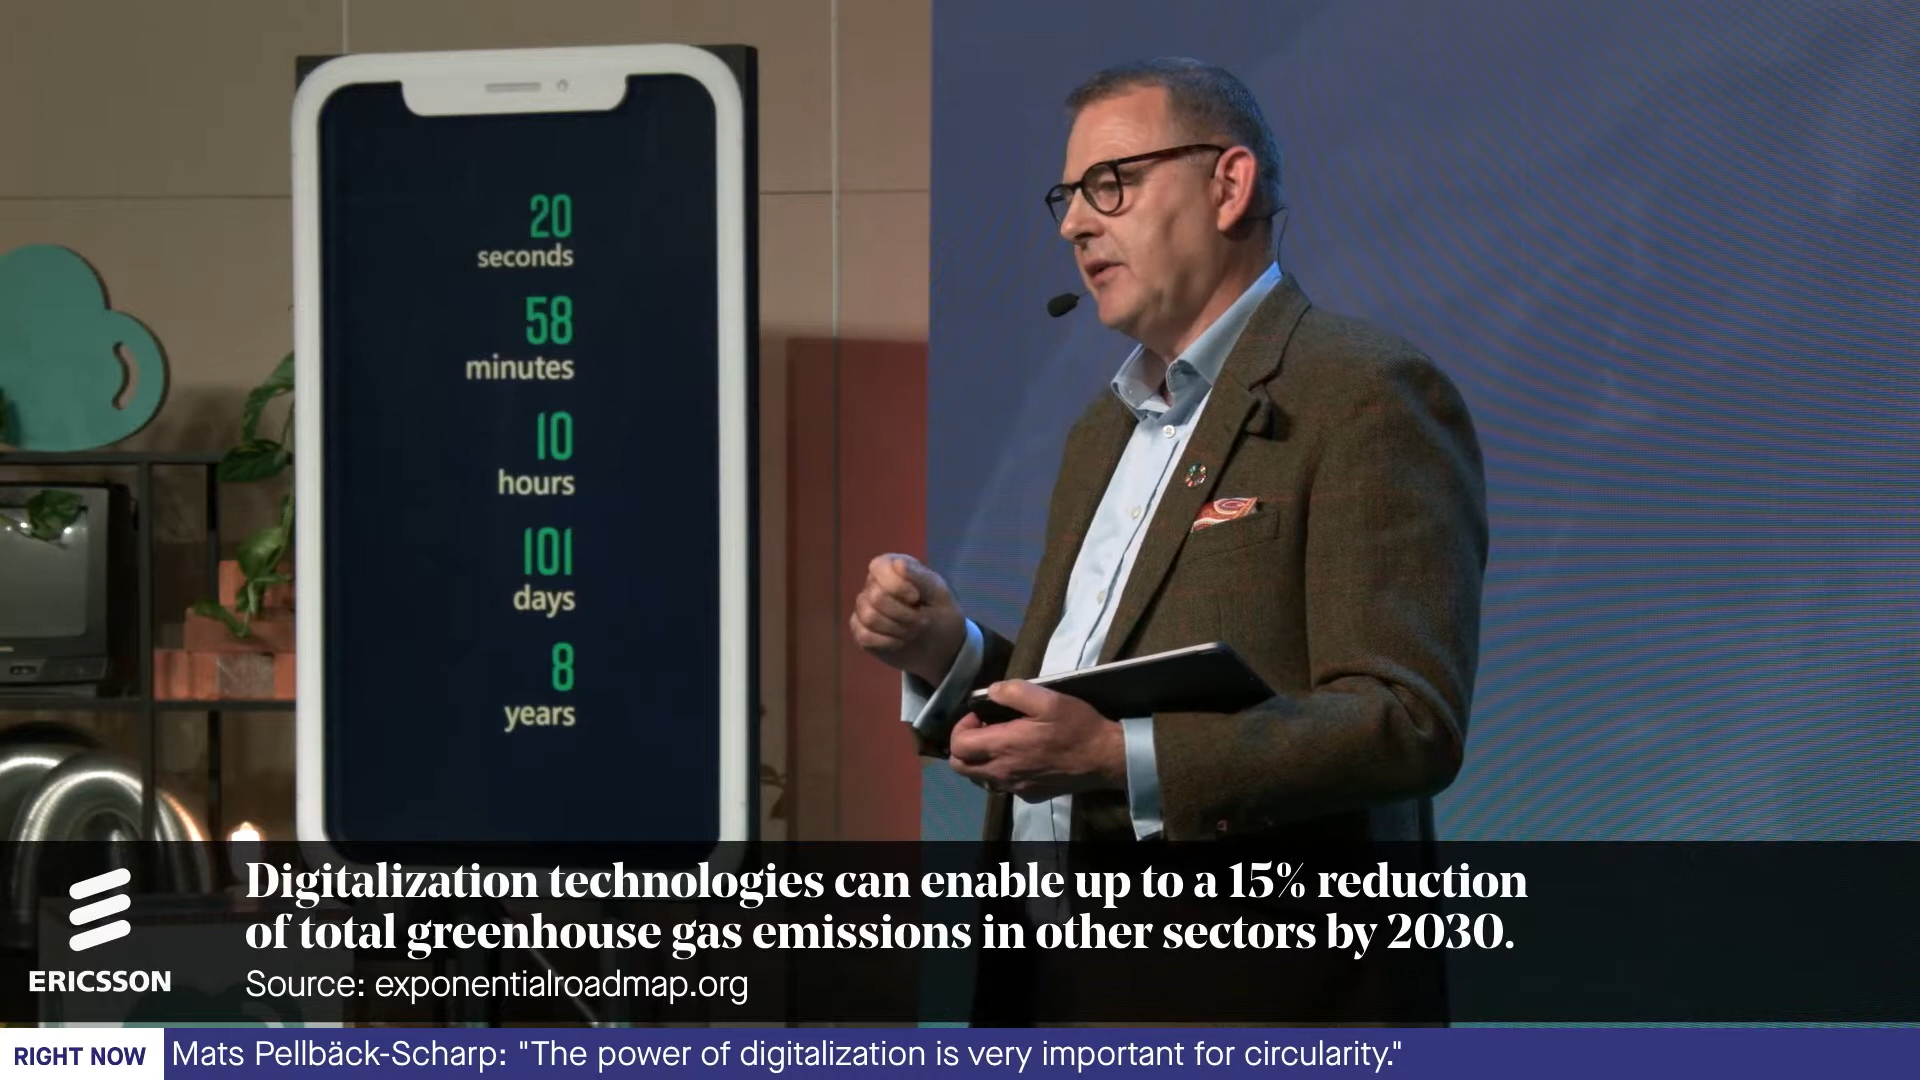 20
seconds
58
minutes
10
hours
101
days
8
years
Digitalization technologies can enable up to a 15% reduction
of total greenhouse gas emissions in other sectors by 2030.
Source: exponentialroadmap.org
ERICSSON
RIGHT NOW
Mats Pellbäck-Scharp: "The power of digitalization is very important for circularity."